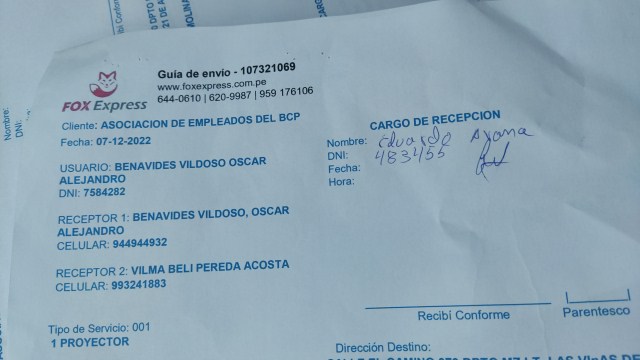 FOX Express
Guía de envio - 107321069
www.foxexpress.com.pe
644-0610 | 620-9987 | 959 176106
Cliente: ASOCIACION DE EMPLEADOS DEL BCP
Fecha: 07-12-2022
USUARIO: BENAVIDES VILDOSO OSCAR
ALEJANDRO
DNI: 7584282
RECEPTOR 1: BENAVIDES VILDOSO, OSCAR
ALEJANDRO
CELULAR: 944944932
RECEPTOR 2: VILMA BELI PEREDA ACOSTA
CELULAR: 993241883
Tipo de Servicio: 001
1 PROYECTOR
CARGO DE RECEPCION
Nombre: Eduardo
DNI: 483455
Fecha:
Hora:
Recibí Conforme
Parentesco
Dirección Destino:
Nombre:
DNI: